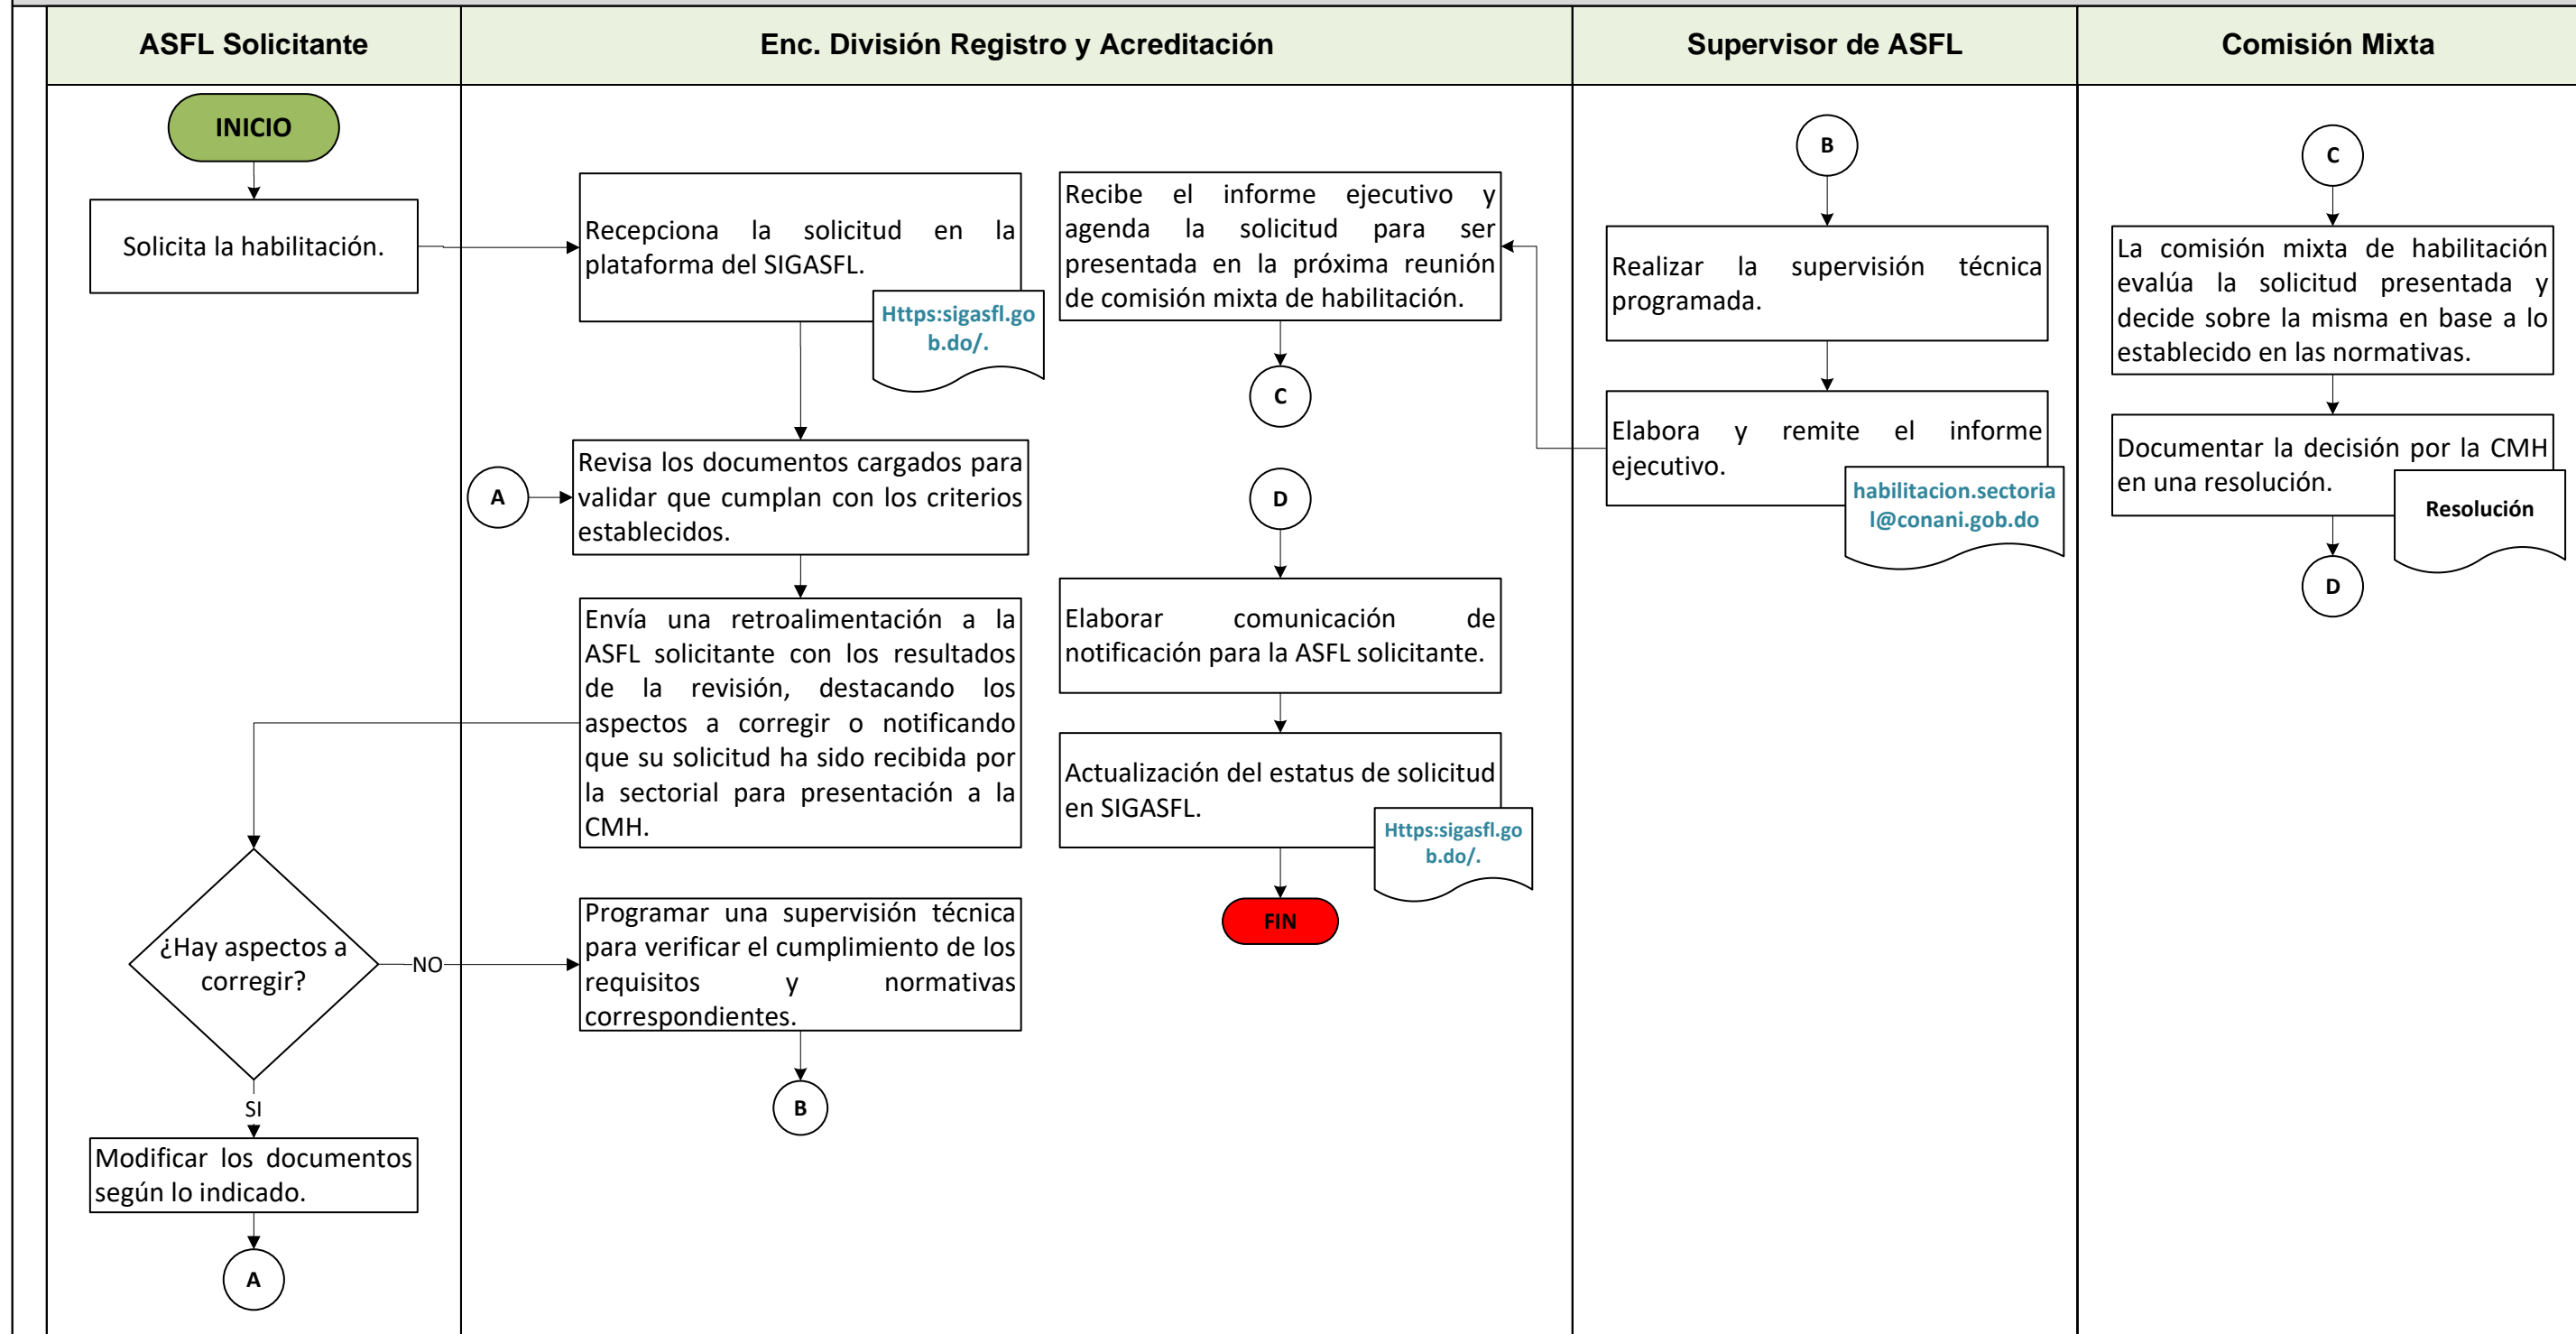 ASFL Solicitante
Enc. División Registro y Acreditación
Supervisor de ASFL
Comisión Mixta
INICIO
Solicita la habilitación.
Recepciona la solicitud en la
plataforma del SIGASFL.
Https:sigasfl.go
b.do/.
A
Revisa los documentos cargados para
validar que cumplan con los criterios
establecidos.
Envía una retroalimentación a la
ASFL solicitante con los resultados
de la revisión, destacando los
aspectos a corregir o notificando
que su solicitud ha sido recibida por
la sectorial para presentación a la
CMH.
¿Hay aspectos a
corregir?
NO
SI
Modificar los documentos
según lo indicado.
A
Programar una supervisión técnica
para verificar el cumplimiento de los
requisitos y normativas
correspondientes.
B
Recibe el informe ejecutivo y
agenda la solicitud para ser
presentada en la próxima reunión
de comisión mixta de habilitación.
C
D
Elaborar comunicación de
notificación para la ASFL solicitante.
Actualización del estatus de solicitud
en SIGASFL.
Https:sigasfl.go
b.do/.
FIN
B
Realizar la supervisión técnica
programada.
Elabora y remite el informe
ejecutivo.
habilitacion.sectoria
l@conani.gob.do
C
La comisión mixta de habilitación
evalúa la solicitud presentada y
decide sobre la misma en base a lo
establecido en las normativas.
Documentar la decisión por la CMH
en una resolución.
Resolución
D